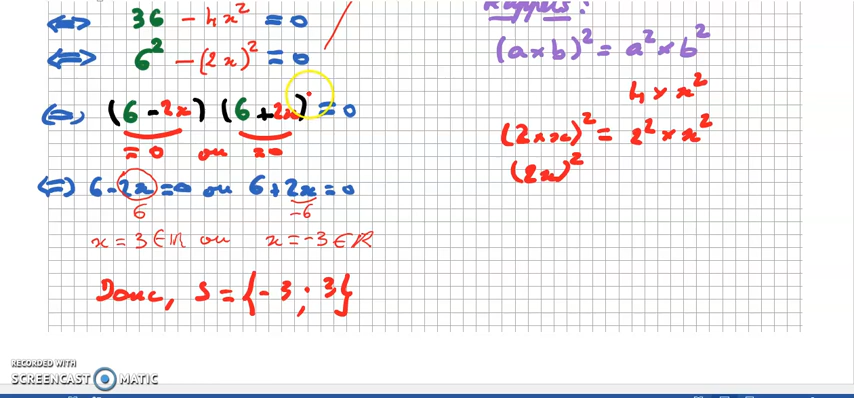 ⟺ 36 - 4x² = 0
⟺ 6² - (2x)² = 0
⟺ (6 - 2x) (6 + 2x) = 0
= 0 ou = 0
⟺ 6 - 2x = 0 ou 6 + 2x = 0
6 -6
x = 3 ∈ ℝ ou x = -3 ∈ ℝ
Donc, S = {-3 ; 3}
Rappels :
(a × b)² = a² × b²
4 × x²
(2 × x)² = 2² × x²
(2x)²
RECORDED WITH
SCREENCAST MATIC